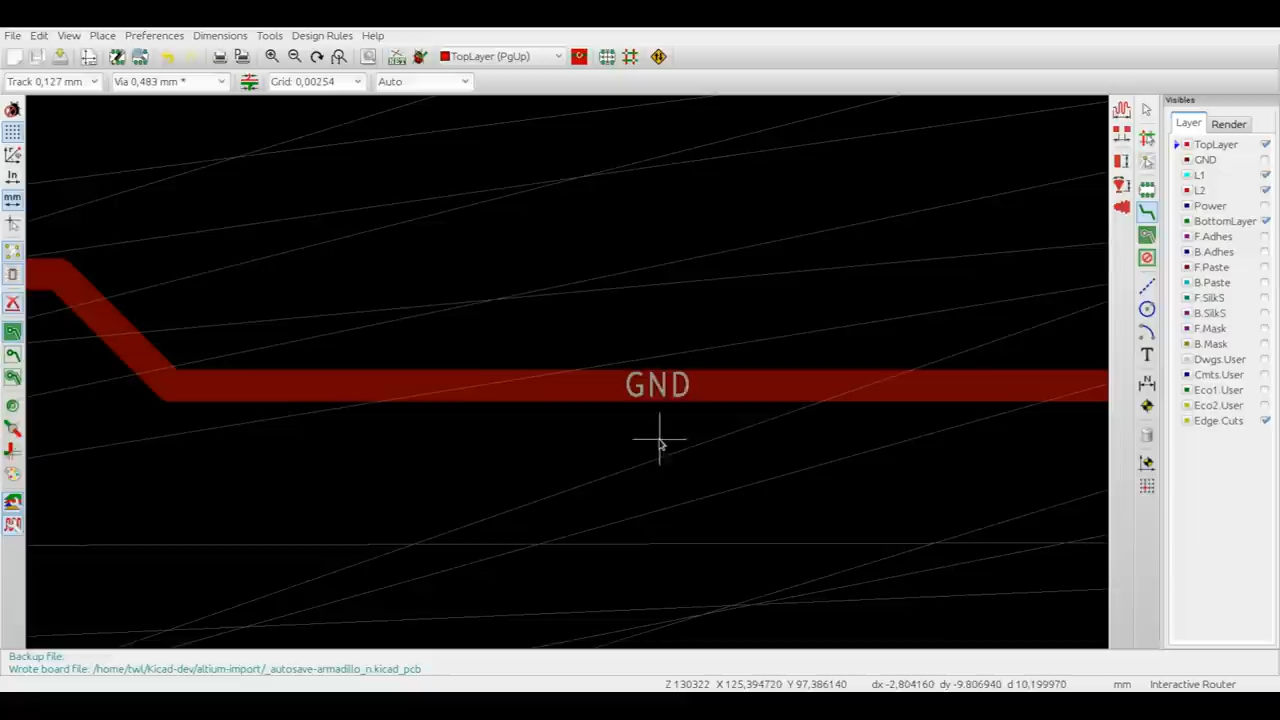 File Edit View Place Preferences Dimensions Tools Design Rules Help
TopLayer (PgUp)
Track 0,127 mm Via 0,483 mm * Grid: 0,00254 Auto
Visibles
Layer Render
TopLayer
GND
L1
L2
Power
BottomLayer
F.Adhes
B.Adhes
F.Paste
B.Paste
F.SilkS
B.SilkS
F.Mask
B.Mask
Dwgs.User
Cmts.User
Eco1.User
Eco2.User
Edge.Cuts
In
mm
GND
T
N
Backup file.
Wrote board file: /home/twl/Kicad-dev/altium-import/_autosave-armadillo_n.kicad_pcb
Z 130322 X 125,394720 Y 97,386140 dx -2,804160 dy -9.806940 d 10,199970 mm Interactive Router